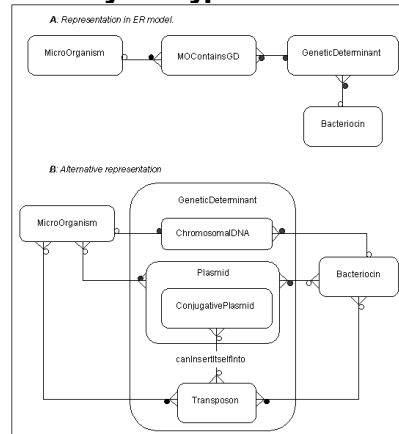 A: Representation in ER model.
MicroOrganism
MOContainsGD
GeneticDeterminant
Bacteriocin
B: Alternative representation
GeneticDeterminant
MicroOrganism
ChromosomalDNA
Plasmid
Bacteriocin
ConjugativePlasmid
canInsertItselfInto
Transposon